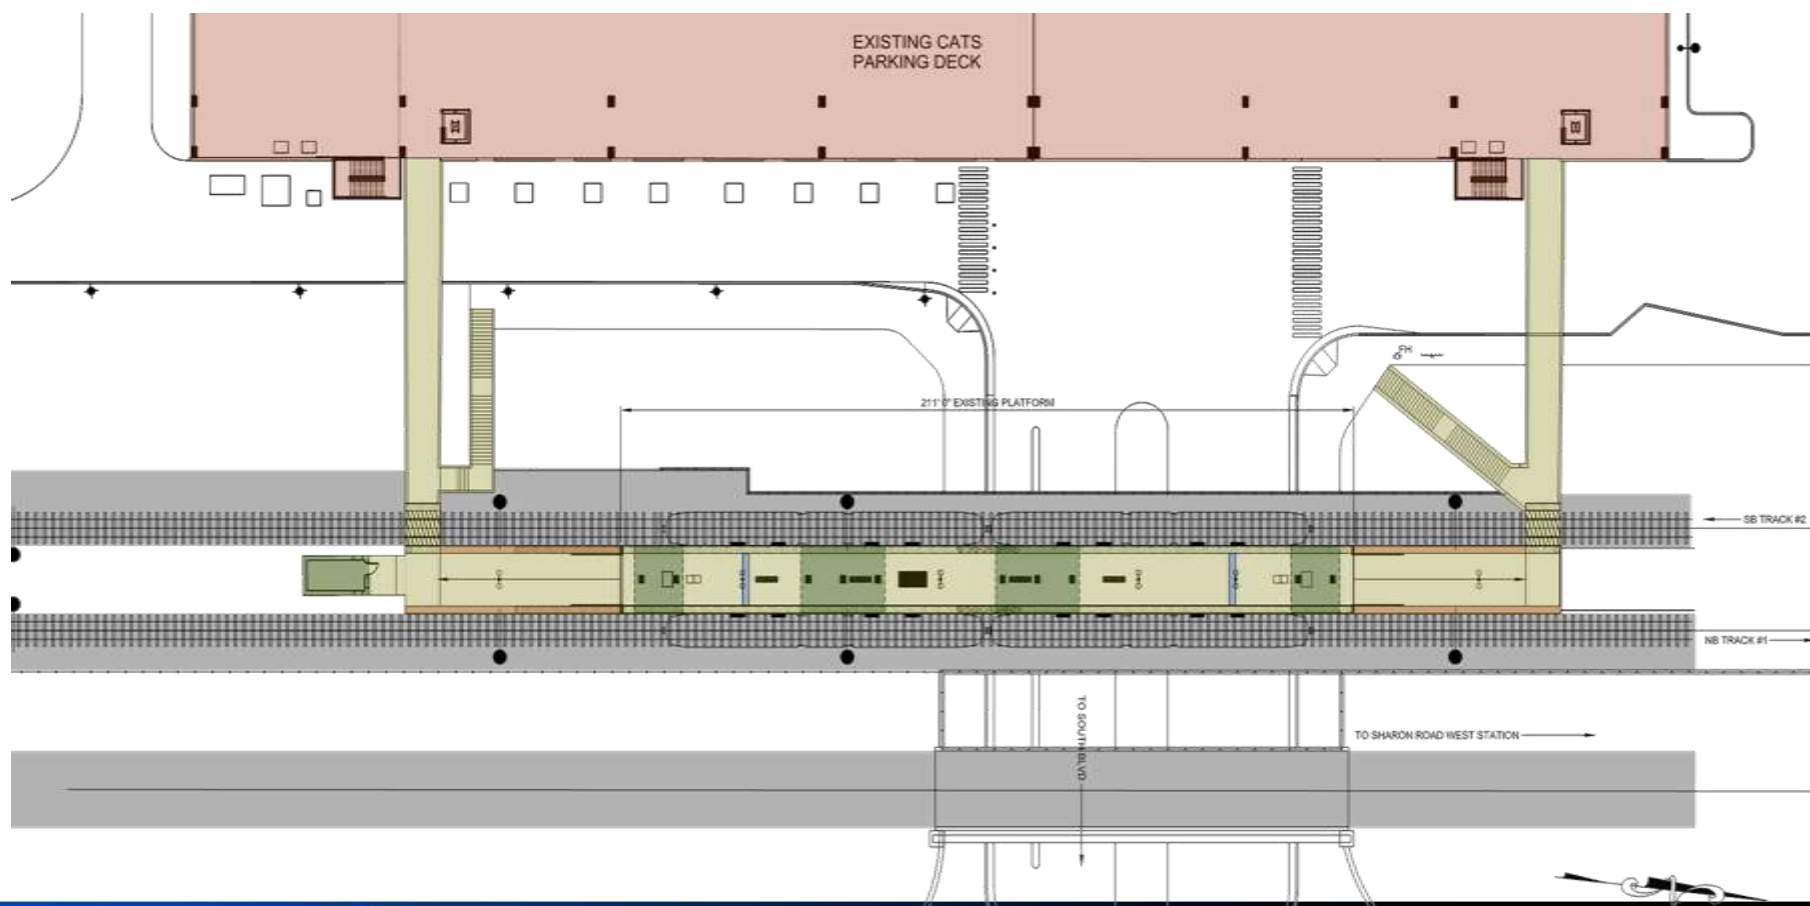 EXISTING CATS
PARKING DECK
FH
211' 0" EXISTING PLATFORM
SB TRACK #2
NB TRACK #1
TO SOUTH BLVD
TO SHARON ROAD WEST STATION